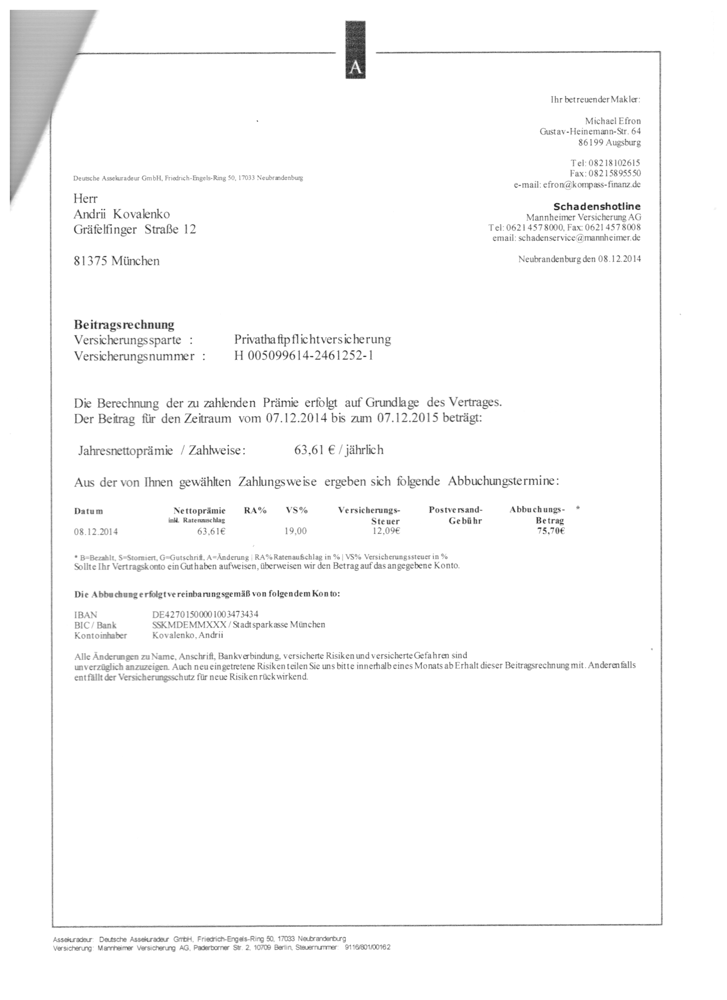 A
Ihr betreuender Makler:
Michael Efron
Gustav-Heinemann-Str. 64
86199 Augsburg
Tel: 08218102615
Fax: 08215895550
e-mail: efron@kompass-finanz.de
Deutsche Assekuradeur GmbH, Friedrich-Engels-Ring 50, 17033 Neubrandenburg
Herr
Andrii Kovalenko
Gräfelfinger Straße 12
81375 München
Schadenshotline
Mannheimer Versicherung AG
Tel: 0621 457 8000, Fax: 0621 457 8008
email: schadenservice@mannheimer.de
Neubrandenburg den 08.12.2014
Beitragsrechnung
Versicherungssparte : Privathaftpflichtversicherung
Versicherungsnummer : H 005099614-2461252-1
Die Berechnung der zu zahlenden Prämie erfolgt auf Grundlage des Vertrages.
Der Beitrag für den Zeitraum vom 07.12.2014 bis zum 07.12.2015 beträgt:
Jahresnettoprämie / Zahlweise: 63,61 € / jährlich
Aus der von Ihnen gewählten Zahlungsweise ergeben sich folgende Abbuchungstermine:
Datum Nettoprämie RA% VS% Versicherungs- Postversand- Abbuchungs- *
inkl. Ratenzuschlag Steuer Gebühr Betrag
08.12.2014 63,61€ 19,00 12,09€ 75,70€
* B=Bezahlt, S=Storniert, G=Gutschrift, A=Änderung | RA% Ratenaufschlag in % | VS% Versicherungssteuer in %
Sollte Ihr Vertragskonto ein Guthaben aufweisen, überweisen wir den Betrag auf das angegebene Konto.
Die Abbuchung erfolgt vereinbarungsgemäß von folgendem Konto:
IBAN DE42701500001003473434
BIC / Bank SSKMDEMMXXX / Stadtsparkasse München
Kontoinhaber Kovalenko, Andrii
Alle Änderungen zu Name, Anschrift, Bankverbindung, versicherte Risiken und versicherte Gefahren sind
unverzüglich anzuzeigen. Auch neu eingetretene Risiken teilen Sie uns bitte innerhalb eines Monats ab Erhalt dieser Beitragsrechnung mit. Anderenfalls
entfällt der Versicherungsschutz für neue Risiken rückwirkend.
Assekuradeur: Deutsche Assekuradeur GmbH, Friedrich-Engels-Ring 50, 17033 Neubrandenburg
Versicherung: Mannheimer Versicherung AG, Paderborner Str. 2, 10709 Berlin, Steuernummer: 9116/801/00162